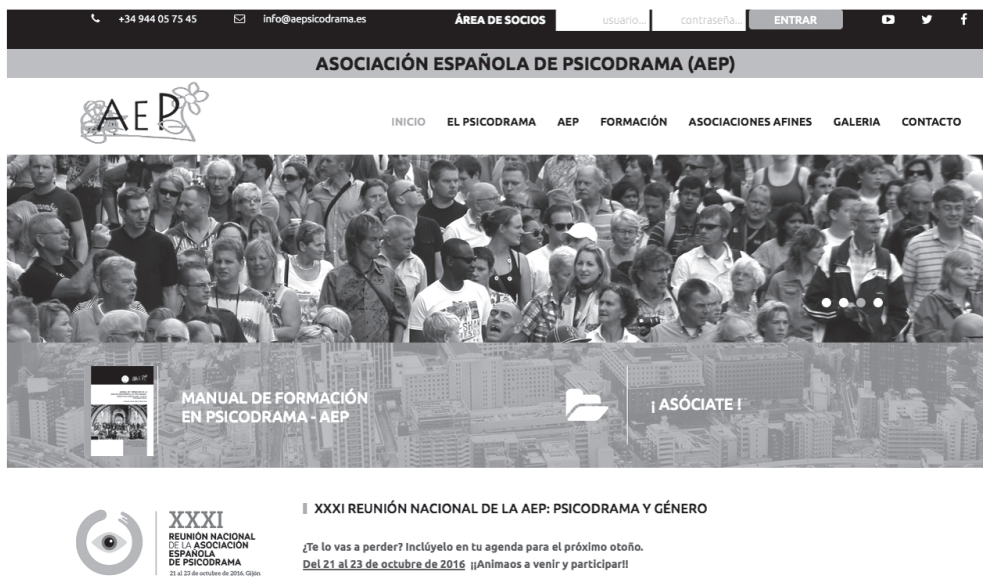 +34 944 05 75 45 info@aepsicodrama.es ÁREA DE SOCIOS usuario... contraseña... ENTRAR
ASOCIACIÓN ESPAÑOLA DE PSICODRAMA (AEP)
AEP
INICIO EL PSICODRAMA AEP FORMACIÓN ASOCIACIONES AFINES GALERIA CONTACTO
MANUAL DE FORMACIÓN
EN PSICODRAMA - AEP
¡ ASÓCIATE !
XXXI
REUNIÓN NACIONAL
DE LA ASOCIACIÓN
ESPAÑOLA
DE PSICODRAMA
21 al 23 de octubre de 2016. Gijón
XXXI REUNIÓN NACIONAL DE LA AEP: PSICODRAMA Y GÉNERO
¿Te lo vas a perder? Inclúyelo en tu agenda para el próximo otoño.
Del 21 al 23 de octubre de 2016 ¡¡Animaos a venir y participar!!